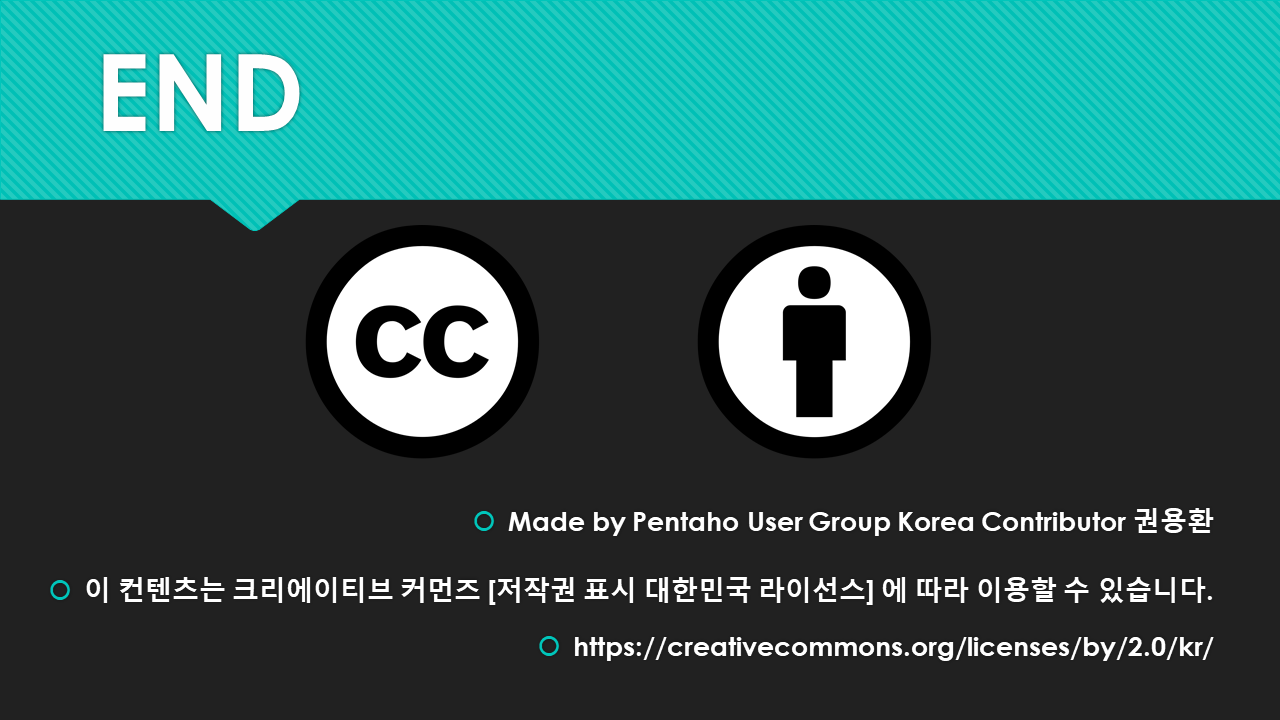 END
cc
Made by Pentaho User Group Korea Contributor 권용환
이 컨텐츠는 크리에이티브 커먼즈 [저작권 표시 대한민국 라이선스] 에 따라 이용할 수 있습니다.
https://creativecommons.org/licenses/by/2.0/kr/